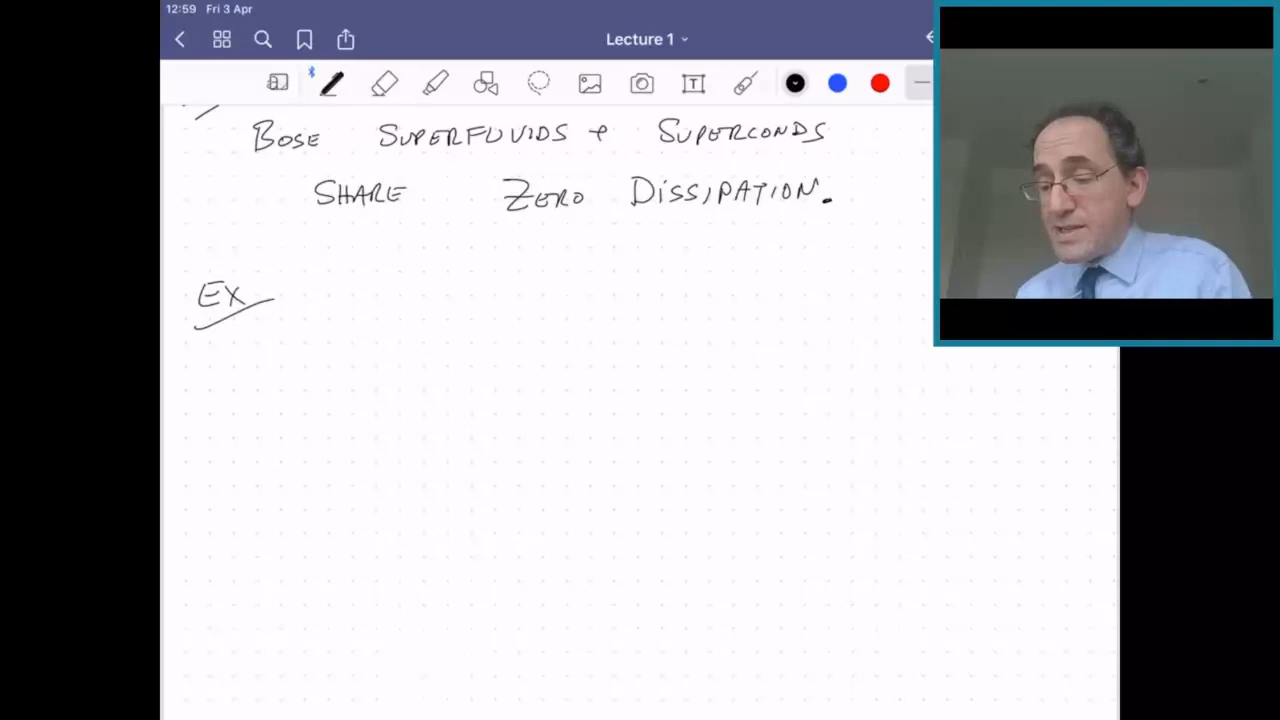 12:59 Fri 3 Apr
Lecture 1
T
BOSE SUPERFLUIDS + SUPERCONDS
SHARE ZERO DISSIPATION.
EX